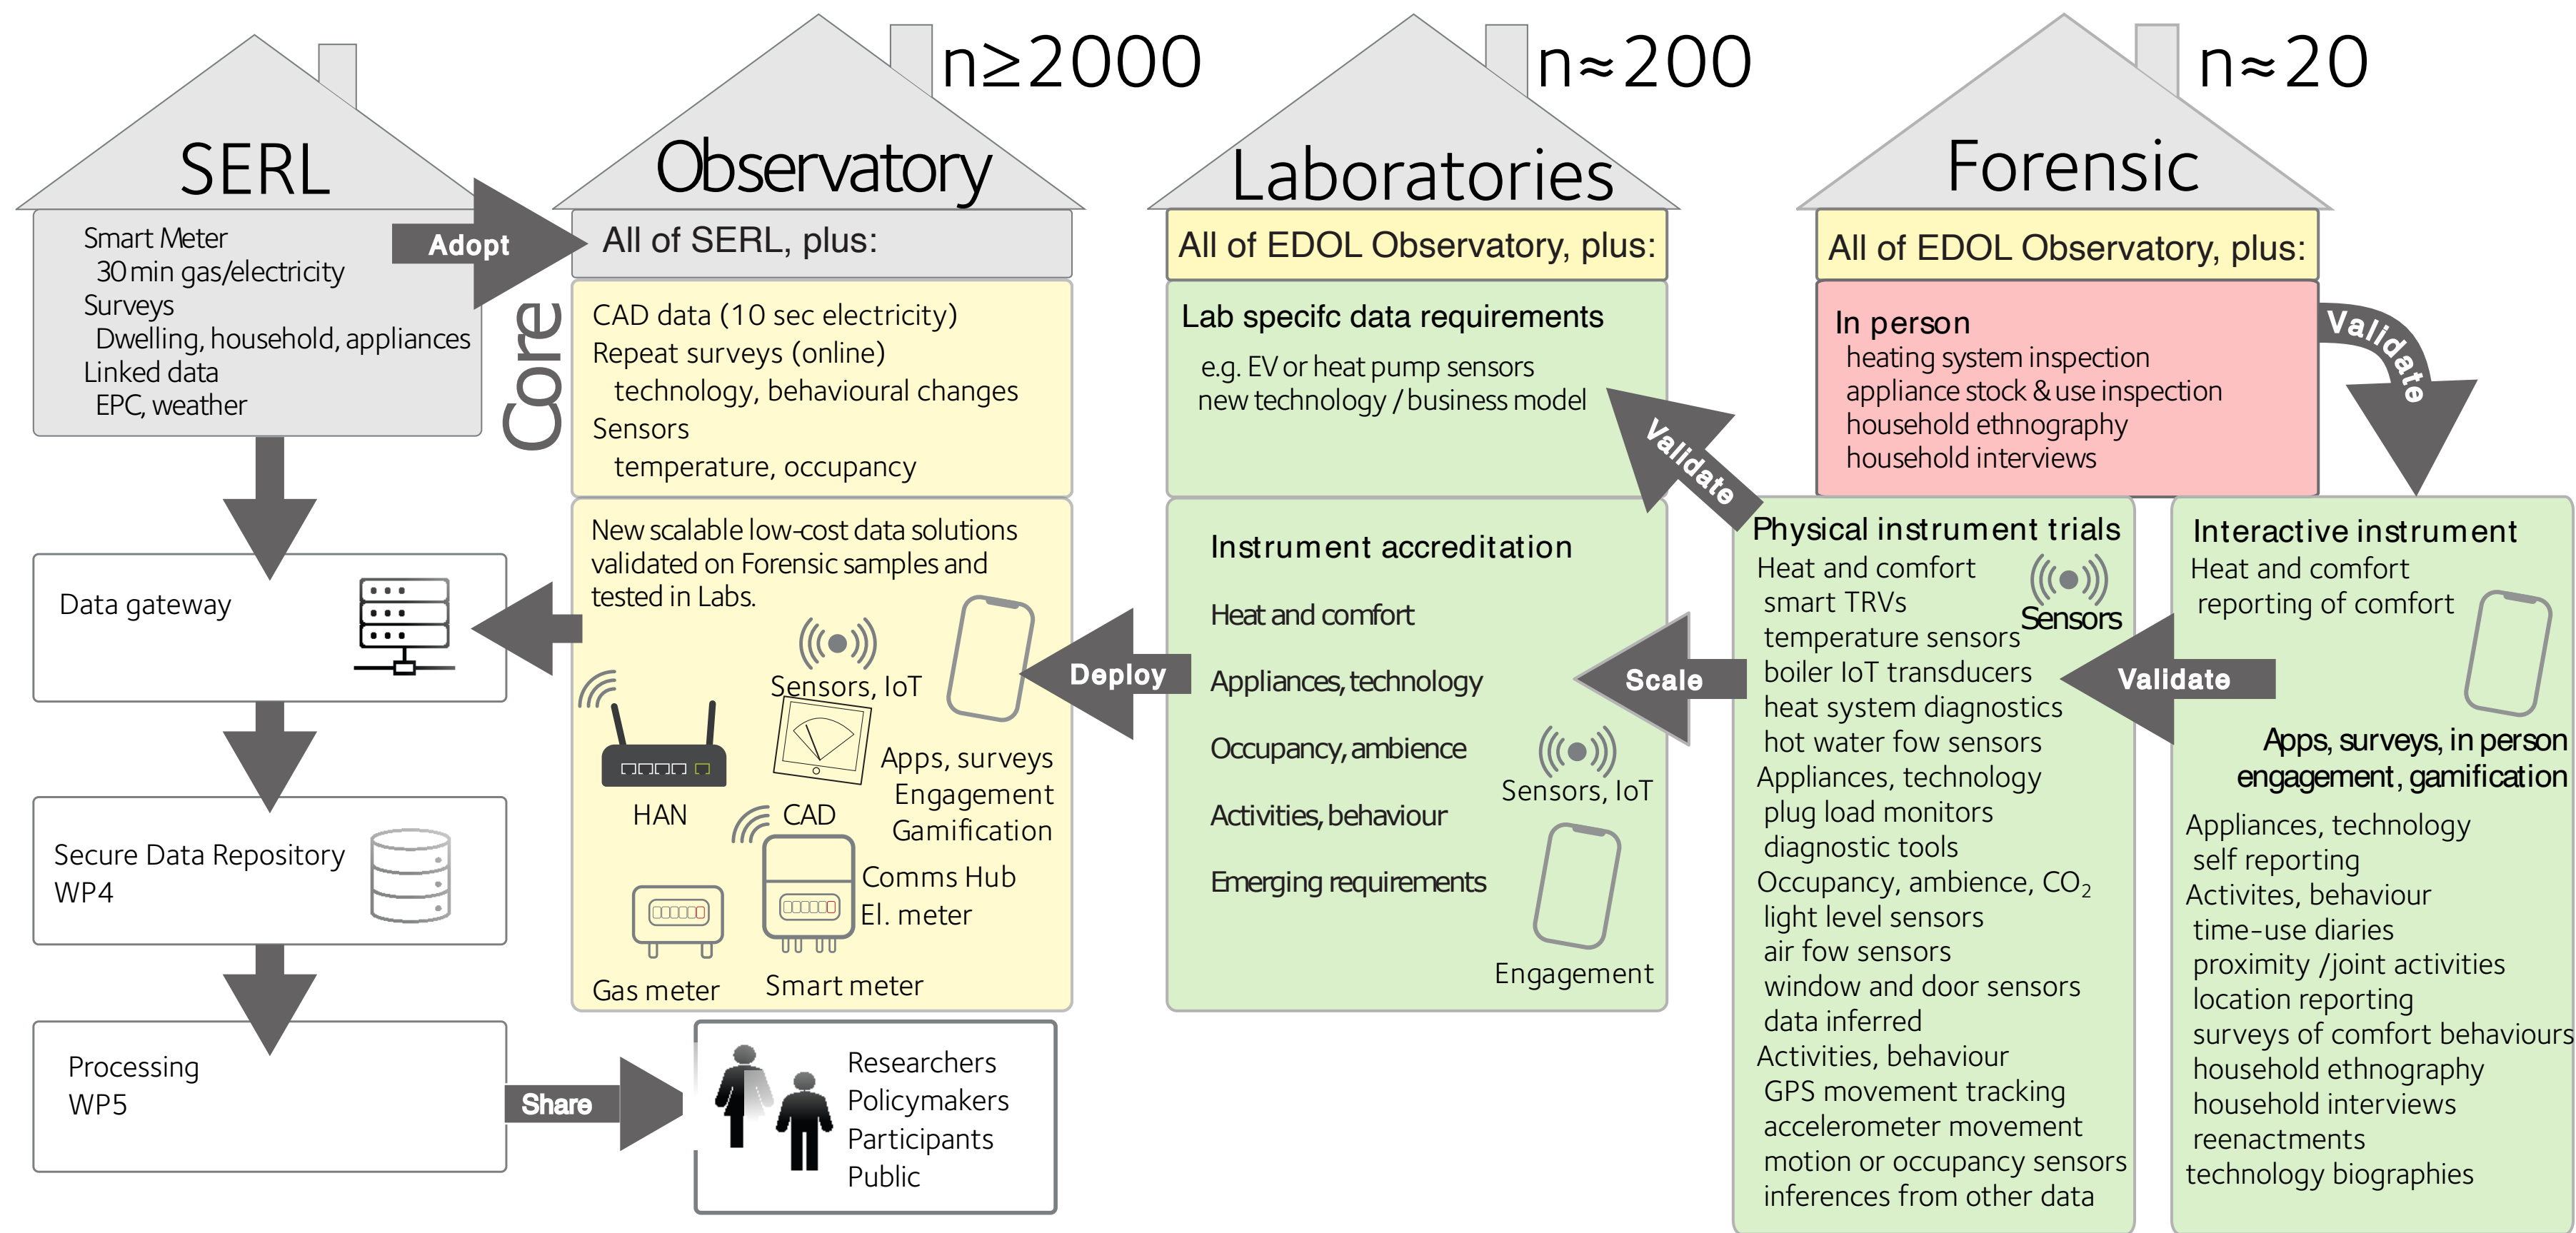 SERL
Smart Meter
30 min gas/electricity
Surveys
Dwelling, household, appliances
Linked data
EPC, weather
Adopt
Data gateway
Secure Data Repository
WP4
Processing
WP5
Share
n≥2000
Observatory
All of SERL, plus:
Core
CAD data (10 sec electricity)
Repeat surveys (online)
technology, behavioural changes
Sensors
temperature, occupancy
New scalable low-cost data solutions
validated on Forensic samples and
tested in Labs.
Sensors, IoT
HAN
CAD
Apps, surveys
Engagement
Gamification
Comms Hub
El. meter
Gas meter
Smart meter
Researchers
Policymakers
Participants
Public
Deploy
n≈200
Laboratories
All of EDOL Observatory, plus:
Lab specifc data requirements
e.g. EV or heat pump sensors
new technology / business model
Validate
Instrument accreditation
Heat and comfort
Appliances, technology
Occupancy, ambience
Activities, behaviour
Emerging requirements
Sensors, IoT
Engagement
Scale
n≈20
Forensic
All of EDOL Observatory, plus:
In person
heating system inspection
appliance stock & use inspection
household ethnography
household interviews
Validate
Physical instrument trials
Heat and comfort
smart TRVs
Sensors
temperature sensors
boiler IoT transducers
heat system diagnostics
hot water fow sensors
Appliances, technology
plug load monitors
diagnostic tools
Occupancy, ambience, CO₂
light level sensors
air fow sensors
window and door sensors
data inferred
Activities, behaviour
GPS movement tracking
accelerometer movement
motion or occupancy sensors
inferences from other data
Validate
Interactive instrument
Heat and comfort
reporting of comfort
Apps, surveys, in person
engagement, gamification
Appliances, technology
self reporting
Activites, behaviour
time-use diaries
proximity /joint activities
location reporting
surveys of comfort behaviours
household ethnography
household interviews
reenactments
technology biographies